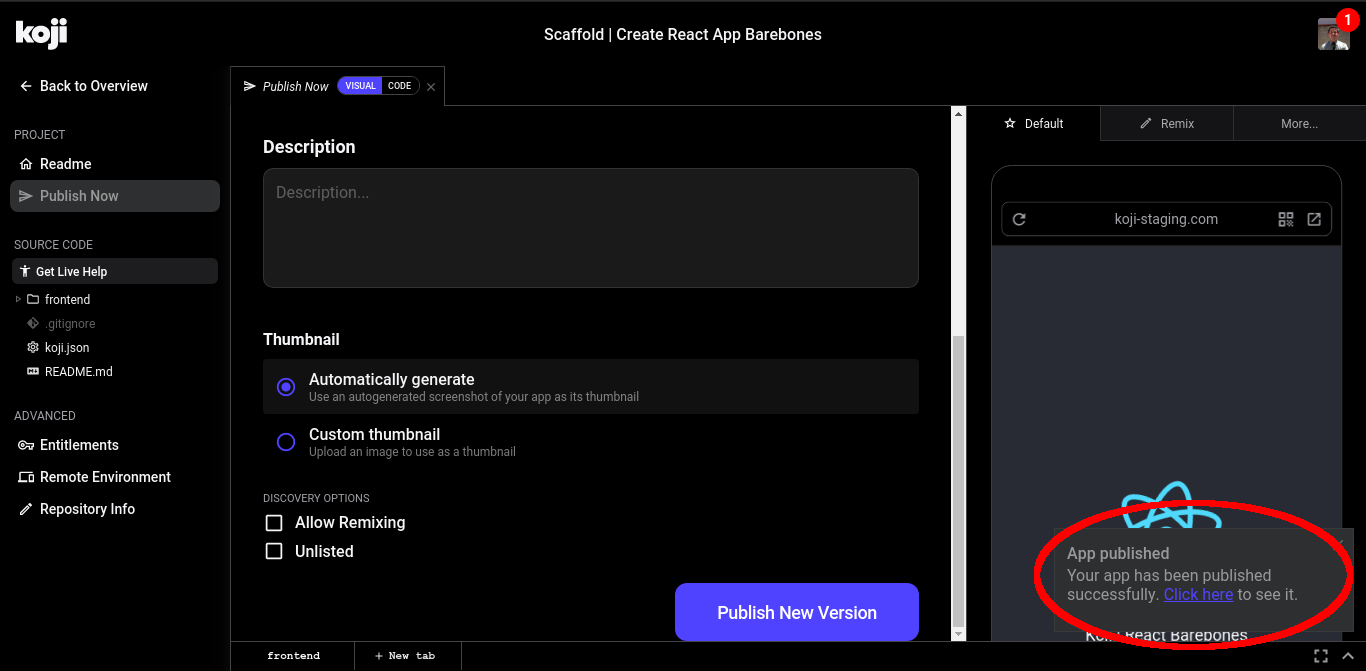 koji
Scaffold | Create React App Barebones
1
Back to Overview
Publish Now
VISUAL
CODE
PROJECT
Readme
Publish Now
SOURCE CODE
Get Live Help
frontend
.gitignore
koji.json
README.md
ADVANCED
Entitlements
Remote Environment
Repository Info
Description
Description...
Thumbnail
Automatically generate
Use an autogenerated screenshot of your app as its thumbnail
Custom thumbnail
Upload an image to use as a thumbnail
DISCOVERY OPTIONS
Allow Remixing
Unlisted
Publish New Version
frontend
+ New tab
Default
Remix
More...
koji-staging.com
App published
Your app has been published
successfully. Click here to see it.
Koji React Barebones